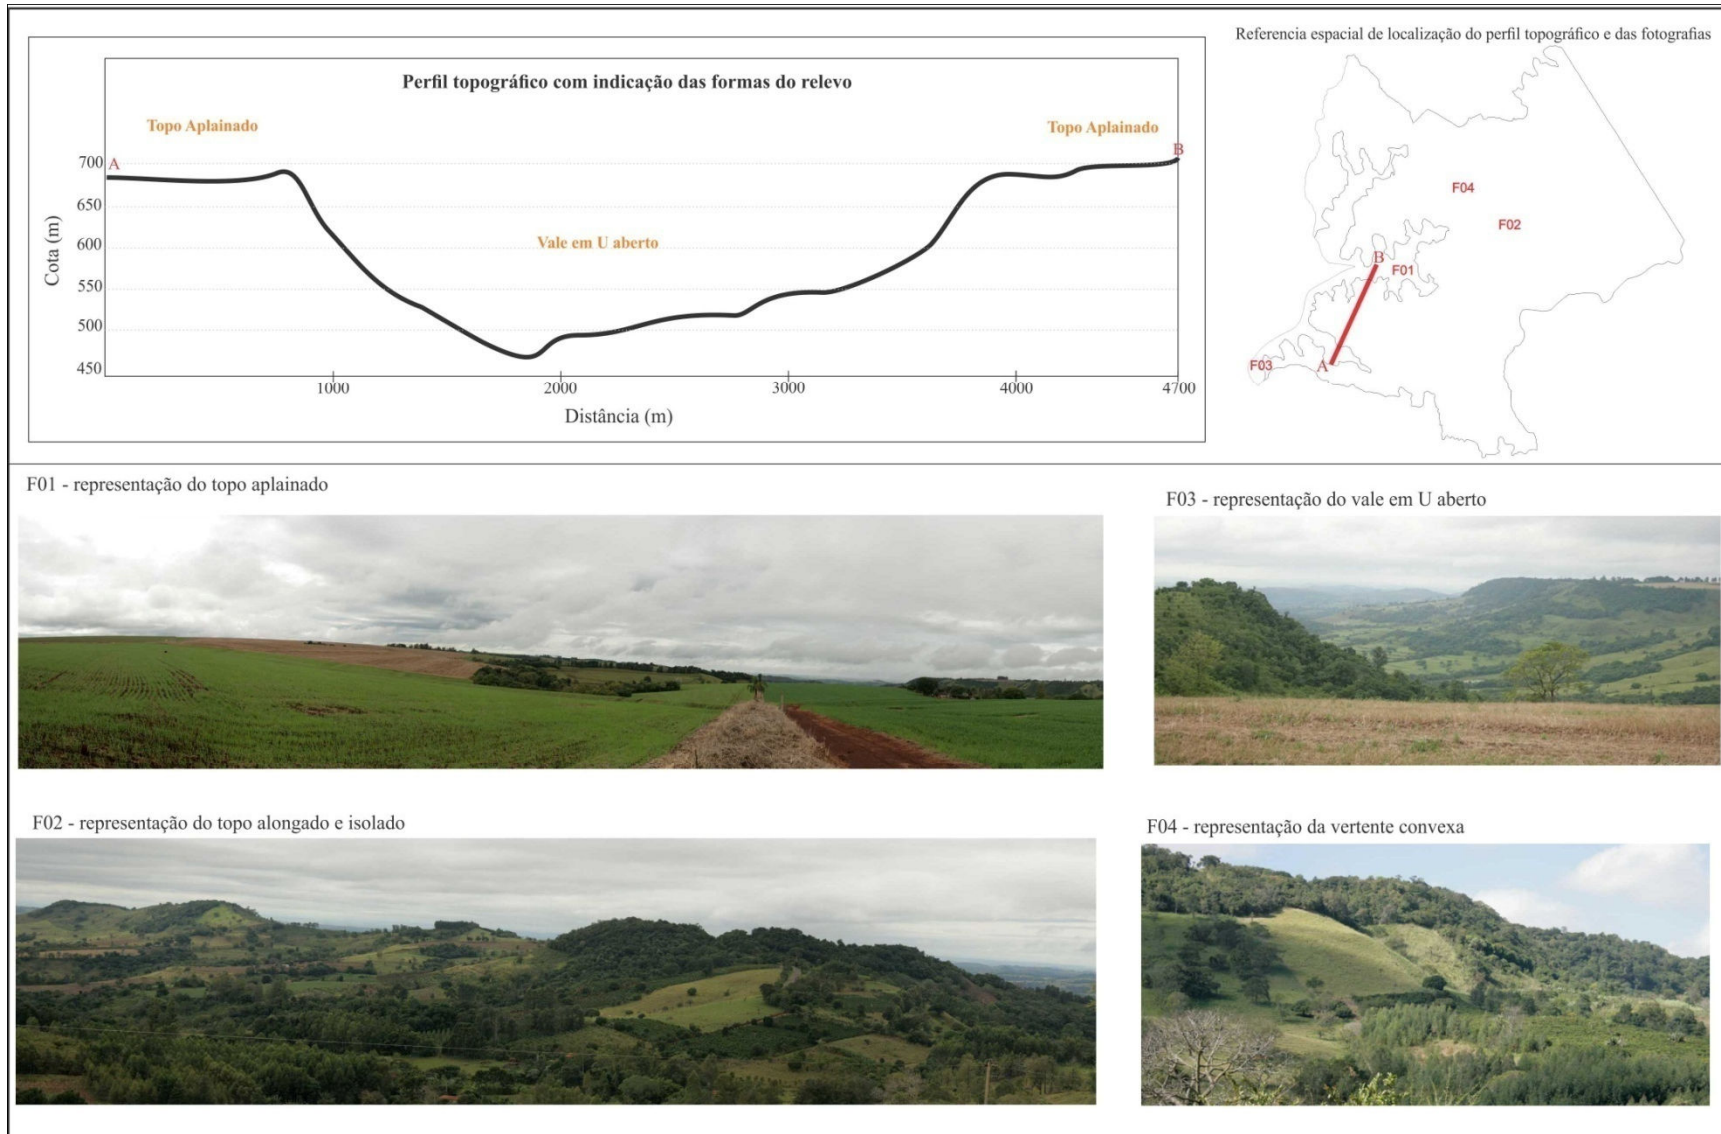 Referencia espacial de localização do perfil topográfico e das fotografias
Perfil topográfico com indicação das formas do relevo
Topo Aplainado
Topo Aplainado
A
B
Vale em U aberto
Cota (m)
700
650
600
550
500
450
1000
2000
3000
4000
4700
Distância (m)
F04
F02
B
F01
F03
A
F01 - representação do topo aplainado
F03 - representação do vale em U aberto
F02 - representação do topo alongado e isolado
F04 - representação da vertente convexa